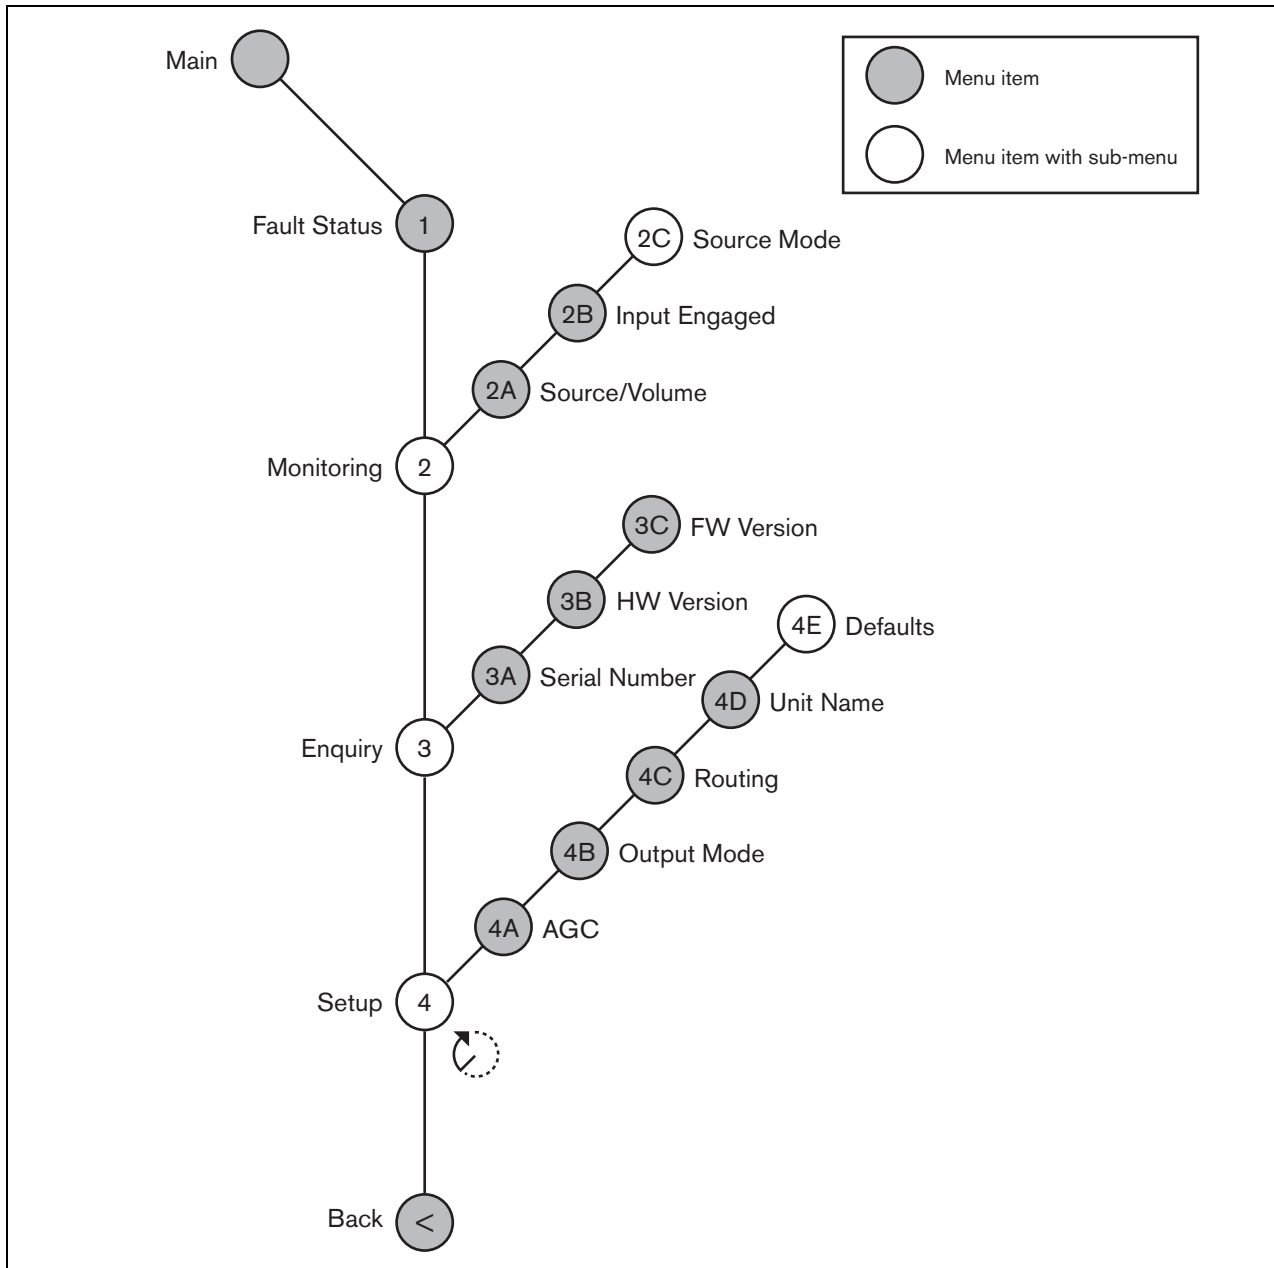 Main
Menu item
Menu item with sub-menu
Fault Status 1
2C Source Mode
2B Input Engaged
2A Source/Volume
Monitoring 2
3C FW Version
3B HW Version
4E Defaults
3A Serial Number
4D Unit Name
Enquiry 3
4C Routing
4B Output Mode
4A AGC
Setup 4
Back <